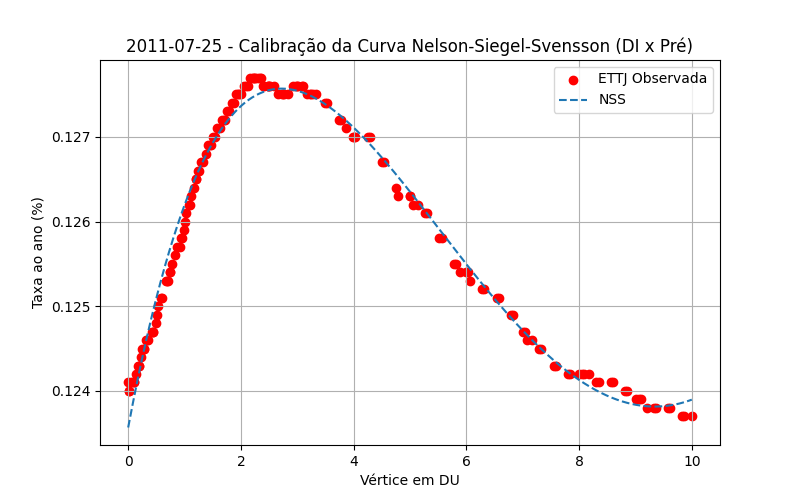 2011-07-25 - Calibração da Curva Nelson-Siegel-Svensson (DI x Pré)
ETTJ Observada
NSS
Taxa ao ano (%)
0.127
0.126
0.125
0.124
0 2 4 6 8 10
Vértice em DU